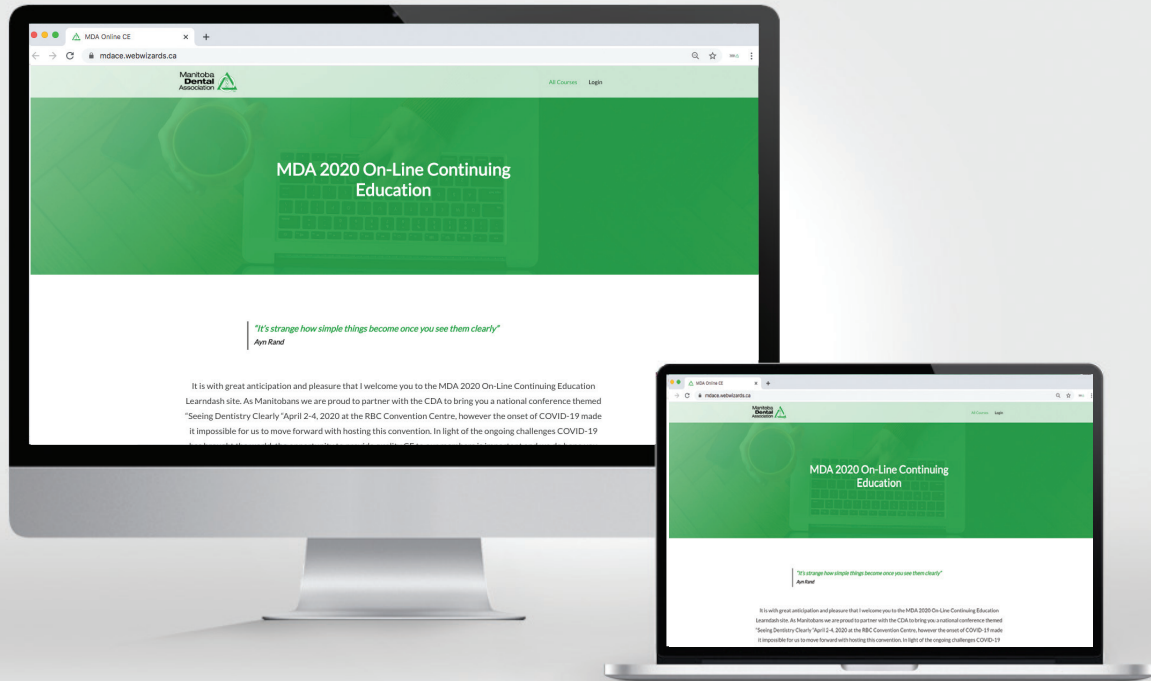 MDA Online CE
mdace.webwizards.ca
Manitoba
Dental
Association
All Courses Login
MDA 2020 On-Line Continuing
Education
"It's strange how simple things become once you see them clearly"
Ayn Rand
It is with great anticipation and pleasure that I welcome you to the MDA 2020 On-Line Continuing Education
Learndash site. As Manitobans we are proud to partner with the CDA to bring you a national conference themed
"Seeing Dentistry Clearly "April 2-4, 2020 at the RBC Convention Centre, however the onset of COVID-19 made
it impossible for us to move forward with hosting this convention. In light of the ongoing challenges COVID-19
MDA Online CE
mdace.webwizards.ca
Manitoba
Dental
Association
All Courses Login
MDA 2020 On-Line Continuing
Education
"It's strange how simple things become once you see them clearly"
Ayn Rand
It is with great anticipation and pleasure that I welcome you to the MDA 2020 On-Line Continuing Education
Learndash site. As Manitobans we are proud to partner with the CDA to bring you a national conference themed
"Seeing Dentistry Clearly "April 2-4, 2020 at the RBC Convention Centre, however the onset of COVID-19 made
it impossible for us to move forward with hosting this convention. In light of the ongoing challenges COVID-19